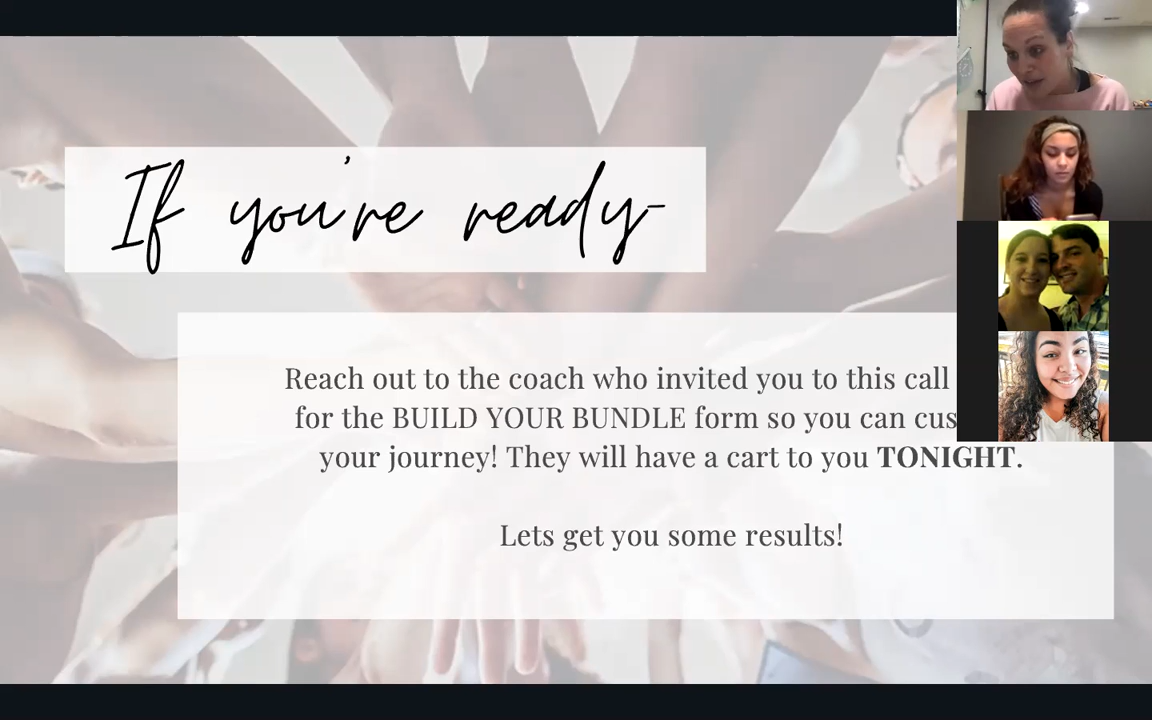 If you're ready-
Reach out to the coach who invited you to this call
for the BUILD YOUR BUNDLE form so you can cus
your journey! They will have a cart to you TONIGHT.
Lets get you some results!